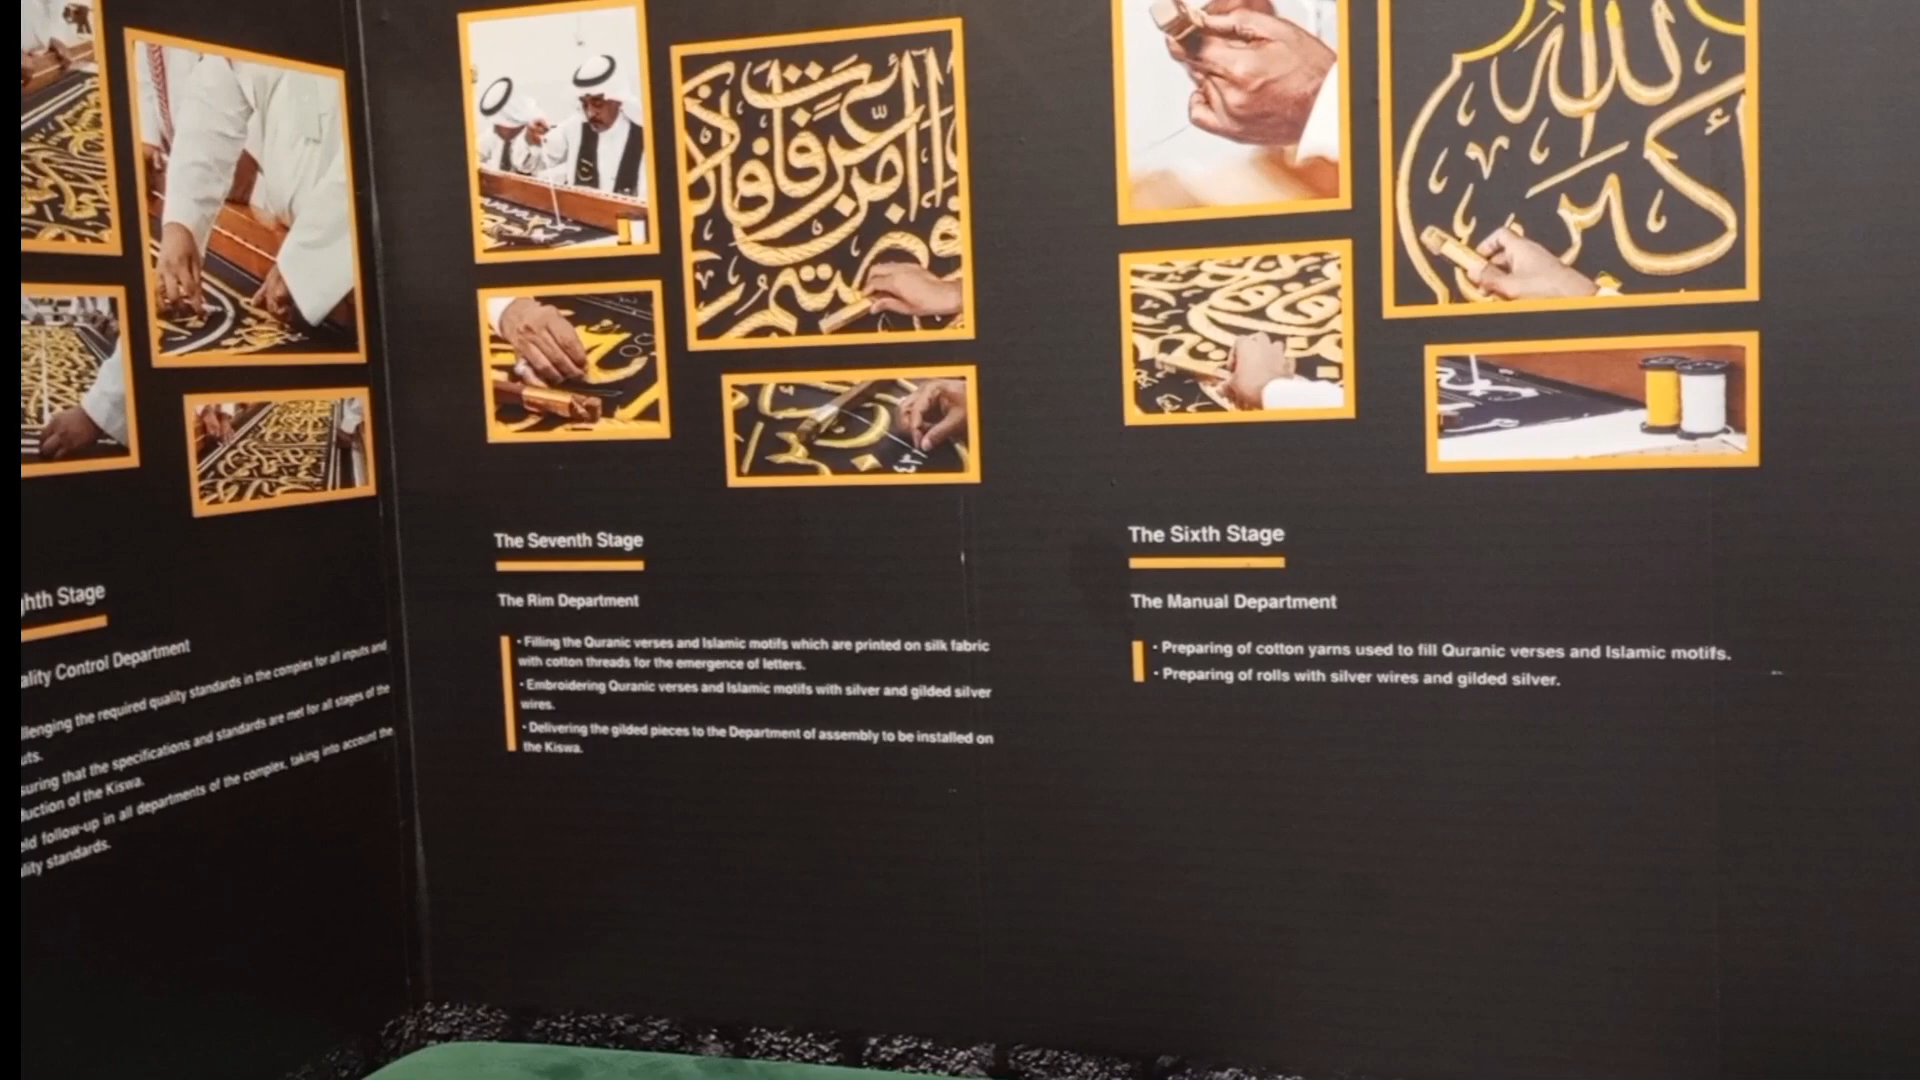 الله
أكبر
The Seventh Stage
The Rim Department
• Filling the Quranic verses and Islamic motifs which are printed on silk fabric
with cotton threads for the emergence of letters.
• Embroidering Quranic verses and Islamic motifs with silver and gilded silver
wires.
• Delivering the gilded pieces to the Department of assembly to be installed on
the Kiswa.
The Sixth Stage
The Manual Department
• Preparing of cotton yarns used to fill Quranic verses and Islamic motifs.
• Preparing of rolls with silver wires and gilded silver.
hth Stage
ality Control Department
llenging the required quality standards in the complex for all inputs and
uts.
suring that the specifications and standards are met for all stages of the
uction of the Kiswa.
eld follow-up in all departments of the complex, taking into account the
lity standards.